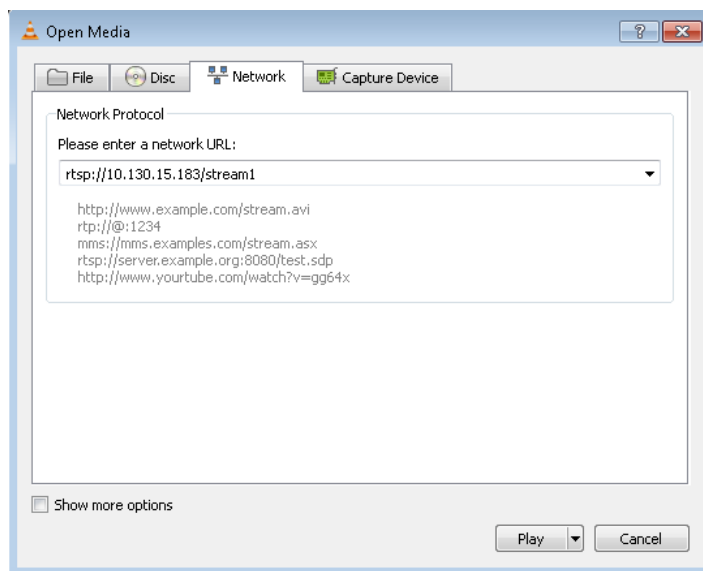 Open Media
File Disc Network Capture Device
Network Protocol
Please enter a network URL:
rtsp://10.130.15.183/stream1
http://www.example.com/stream.avi
rtp://@:1234
mms://mms.examples.com/stream.asx
rtsp://server.example.org:8080/test.sdp
http://www.yourtube.com/watch?v=gg64x
Show more options
Play Cancel